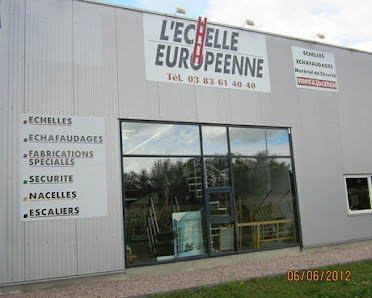 L'ECHELLE
EUROPEENNE
Tél. 03 83 61 40 40
ECHELLES
ECHAFAUDAGES
Matériel de Sécurité
VENTE & LOCATION
ECHELLES
ECHAFAUDAGES
FABRICATIONS
SPECIALES
SECURITE
NACELLES
ESCALIERS
06/06/2012